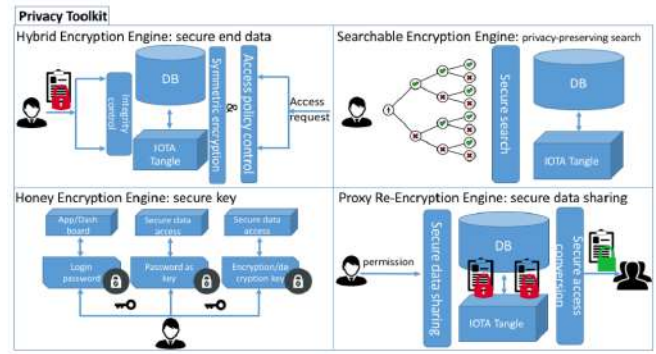 Privacy Toolkit
Hybrid Encryption Engine: secure end data
DB
IOTA
Tangle
Integrity
control
Symmetric encryption
&
Access policy control
Access
request
Searchable Encryption Engine: privacy-preserving search
Secure search
DB
IOTA Tangle
Honey Encryption Engine: secure key
App/Dash
board
Secure data
access
Secure data
access
Login
password
Password as
key
Encryption/de
cryption key
Proxy Re-Encryption Engine: secure data sharing
permission
Secure data sharing
DB
IOTA Tangle
Secure access
conversion